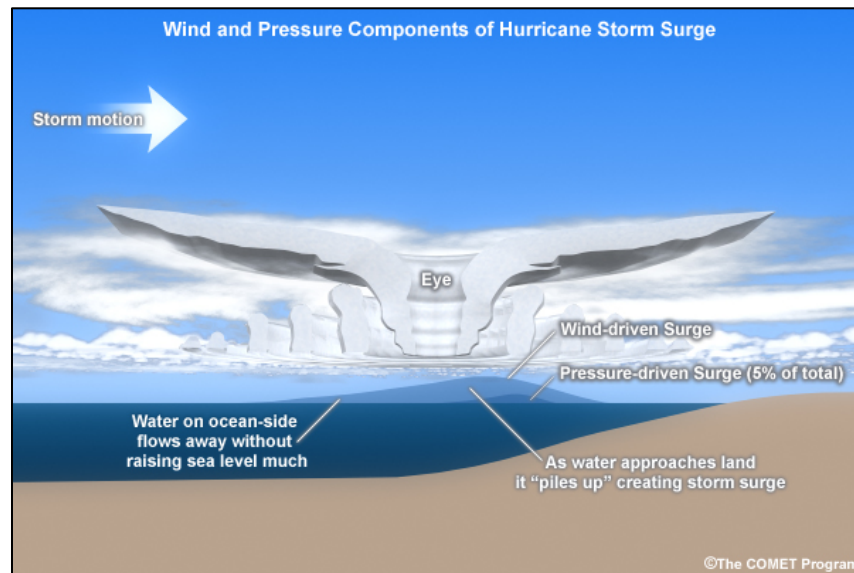 Wind and Pressure Components of Hurricane Storm Surge
Storm motion
Eye
Wind-driven Surge
Pressure-driven Surge (5% of total)
Water on ocean-side
flows away without
raising sea level much
As water approaches land
it “piles up” creating storm surge
©The COMET Program